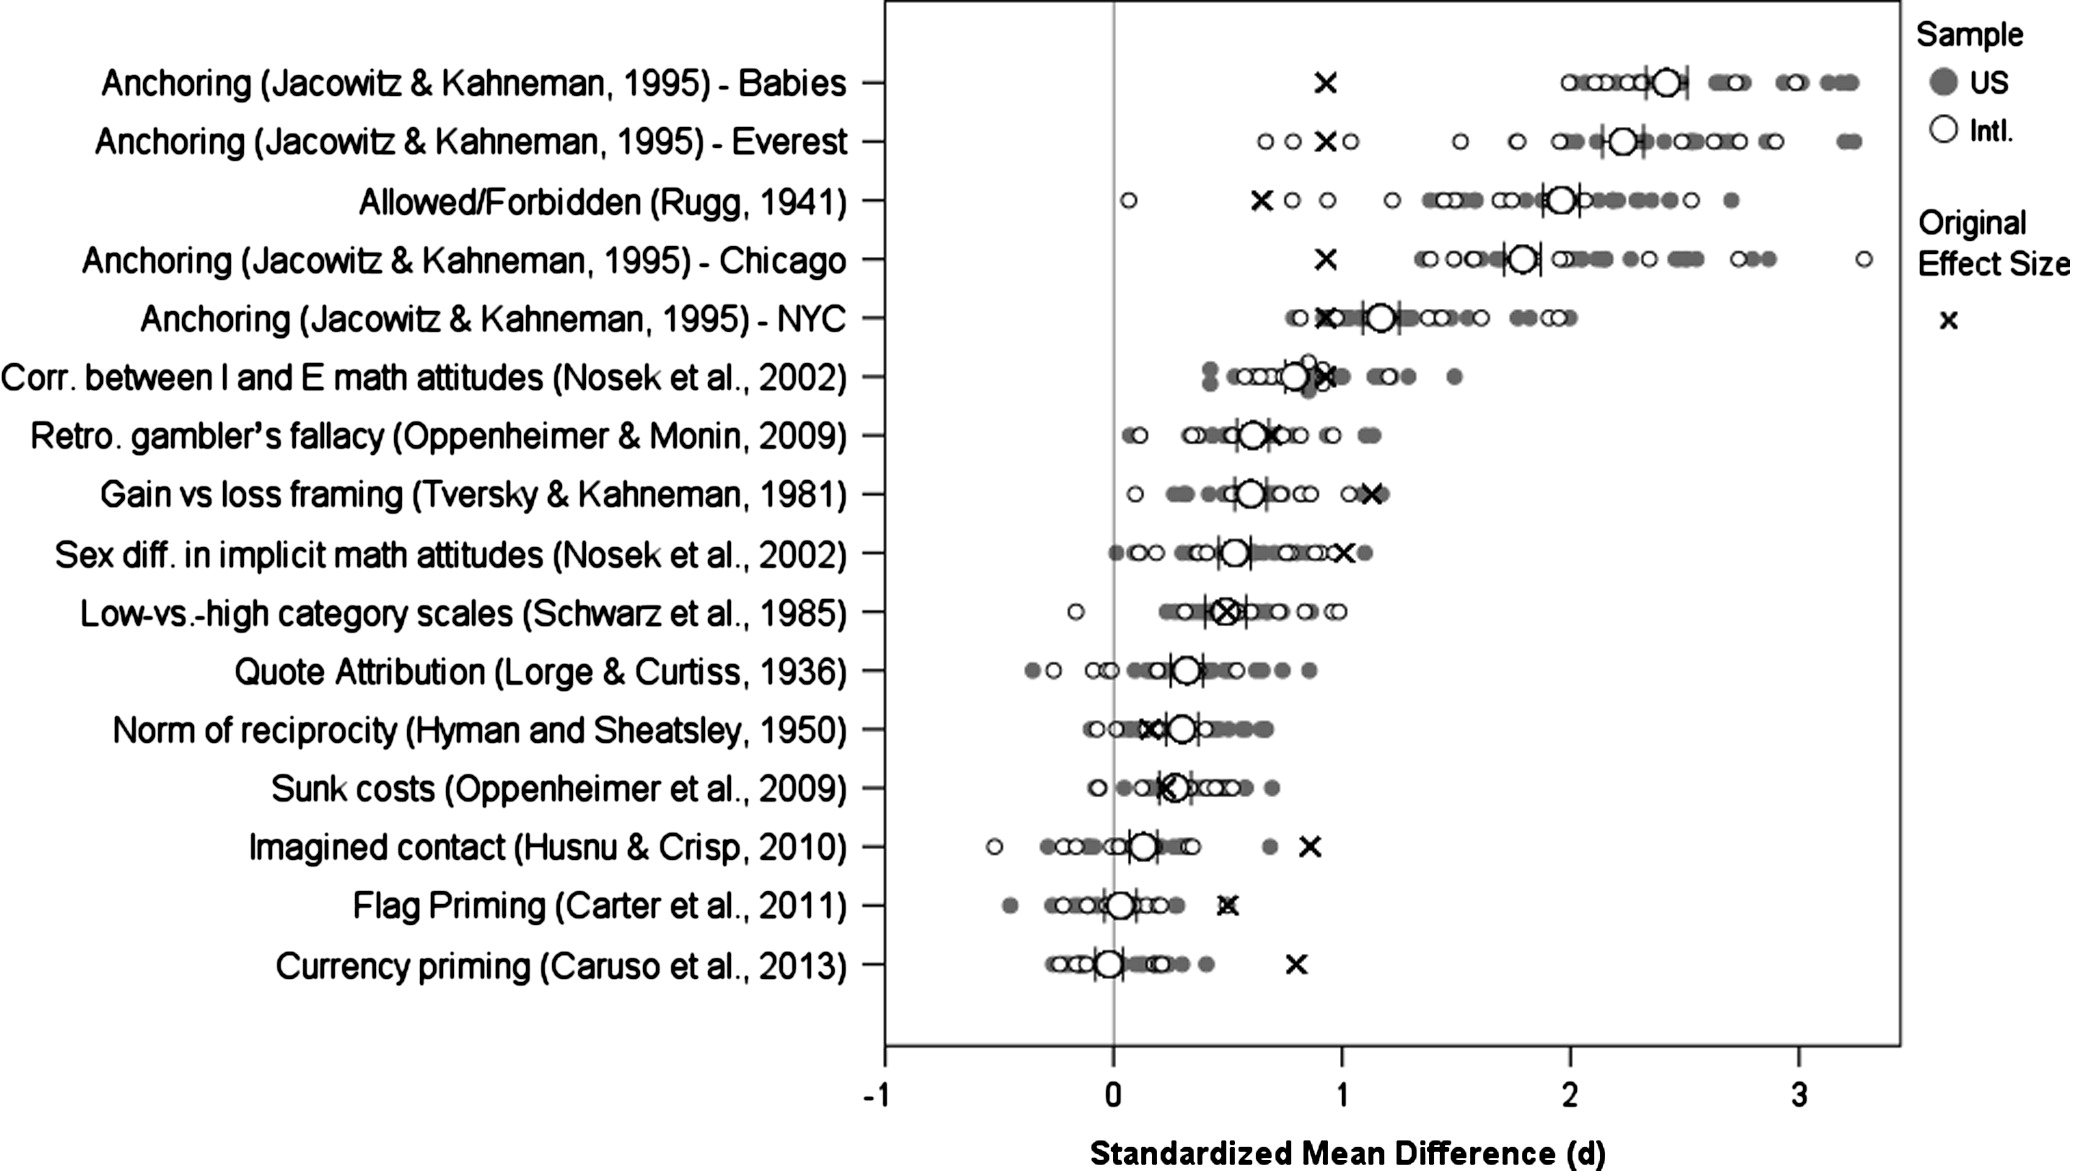 Anchoring (Jacowitz & Kahneman, 1995) - Babies
Anchoring (Jacowitz & Kahneman, 1995) - Everest
Allowed/Forbidden (Rugg, 1941)
Anchoring (Jacowitz & Kahneman, 1995) - Chicago
Anchoring (Jacowitz & Kahneman, 1995) - NYC
Corr. between I and E math attitudes (Nosek et al., 2002)
Retro. gambler's fallacy (Oppenheimer & Monin, 2009)
Gain vs loss framing (Tversky & Kahneman, 1981)
Sex diff. in implicit math attitudes (Nosek et al., 2002)
Low-vs.-high category scales (Schwarz et al., 1985)
Quote Attribution (Lorge & Curtiss, 1936)
Norm of reciprocity (Hyman and Sheatsley, 1950)
Sunk costs (Oppenheimer et al., 2009)
Imagined contact (Husnu & Crisp, 2010)
Flag Priming (Carter et al., 2011)
Currency priming (Caruso et al., 2013)
-1 0 1 2 3
Standardized Mean Difference (d)
Sample
US
Intl.
Original
Effect Size